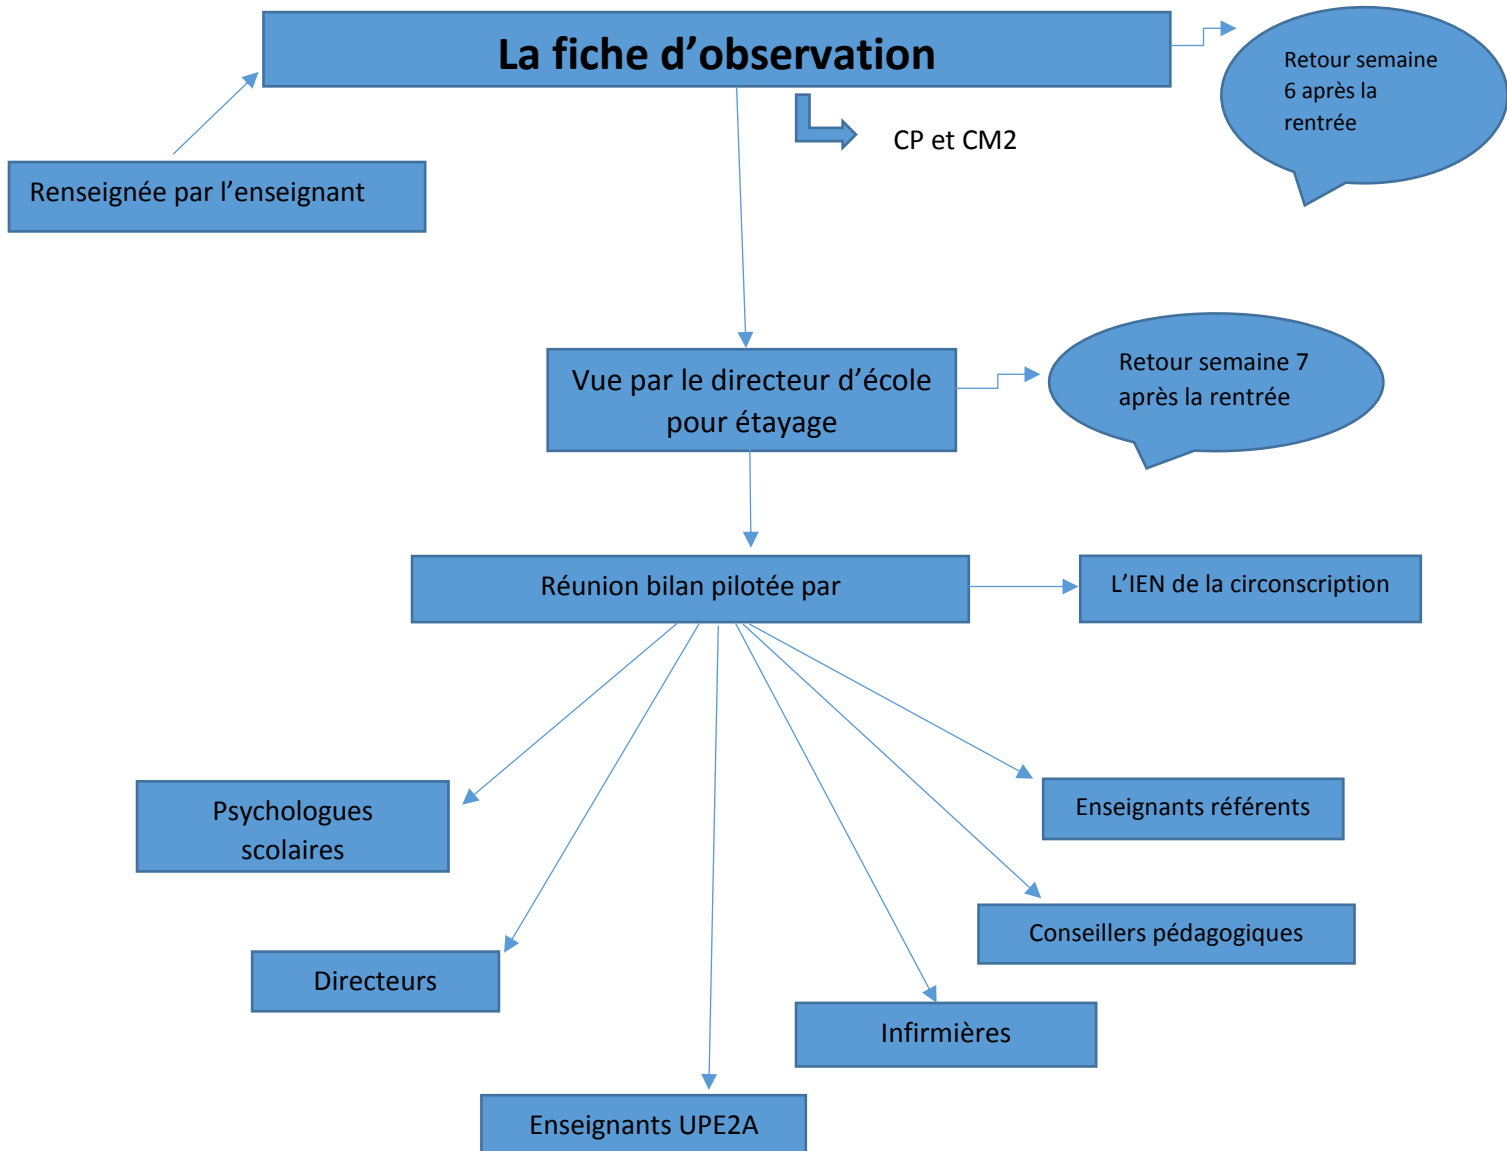 La fiche d’observation
Retour semaine
6 après la
rentrée
CP et CM2
Renseignée par l’enseignant
Vue par le directeur d’école
pour étayage
Retour semaine 7
après la rentrée
Réunion bilan pilotée par
L’IEN de la circonscription
Psychologues
scolaires
Enseignants référents
Conseillers pédagogiques
Directeurs
Infirmières
Enseignants UPE2A